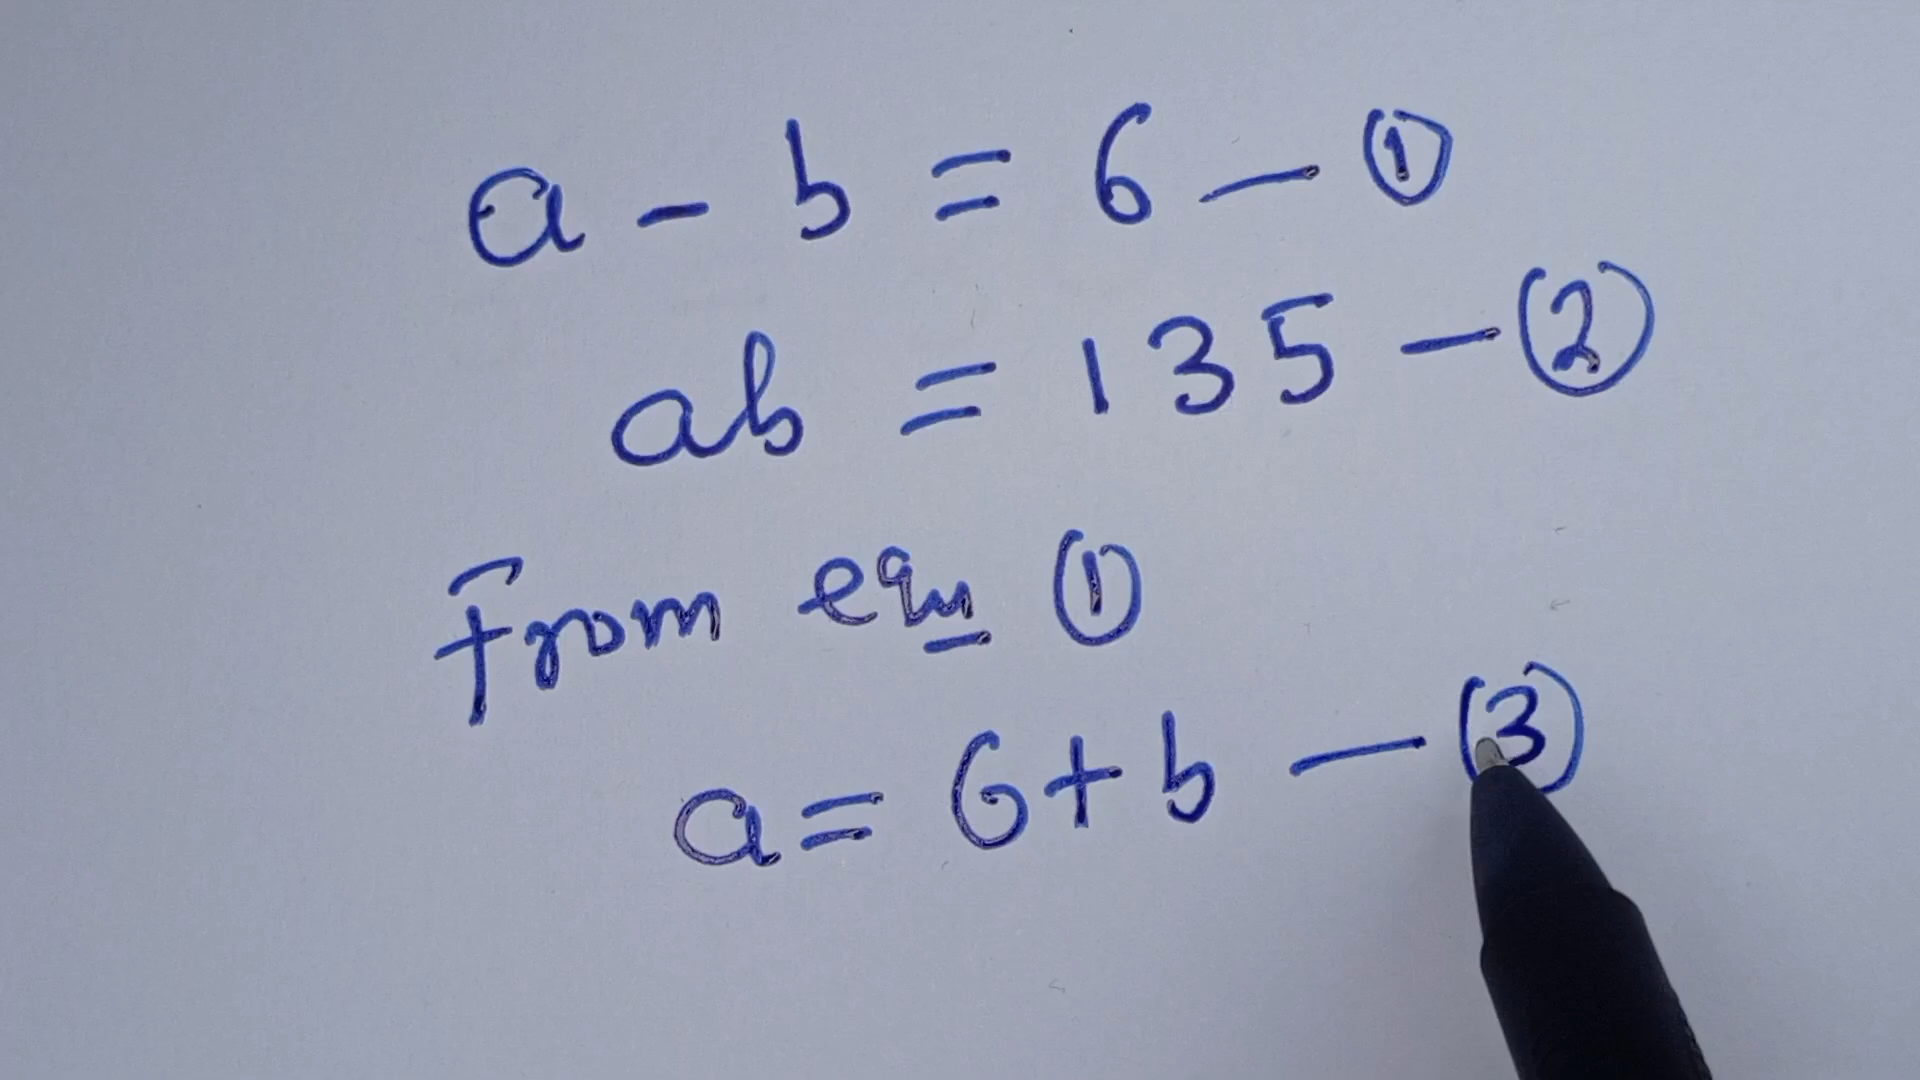 a - b = 6 — ①
ab = 135 — ②
From eqn ①
a = 6 + b — ③